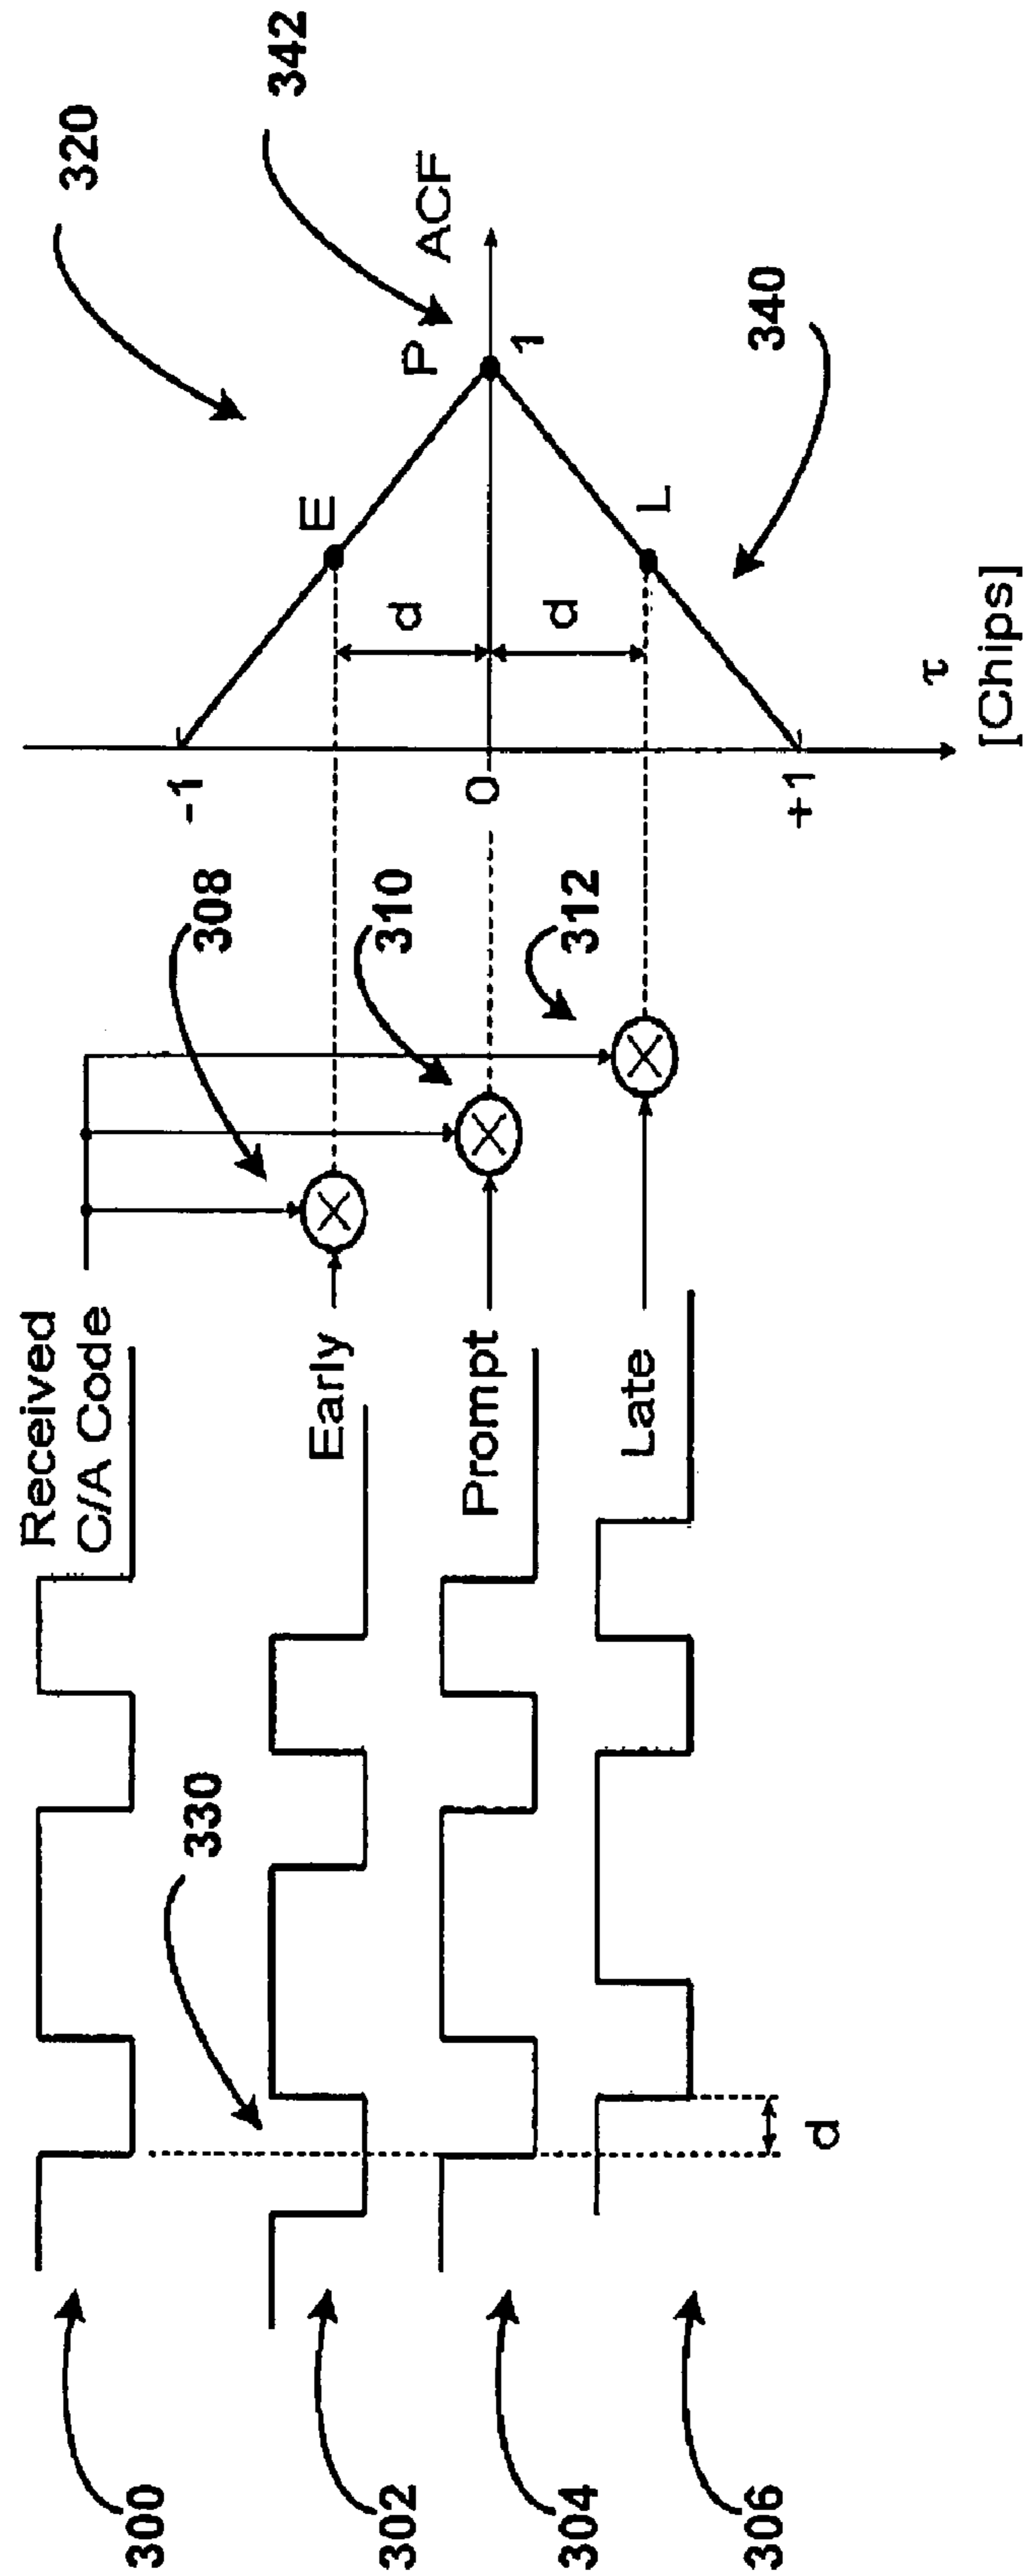 300
302
304
306
330
d
Received
C/A Code
Early
Prompt
Late
308
310
312
-1
0
+1
τ
[Chips]
d
d
E
L
P
1
ACF
320
340
342